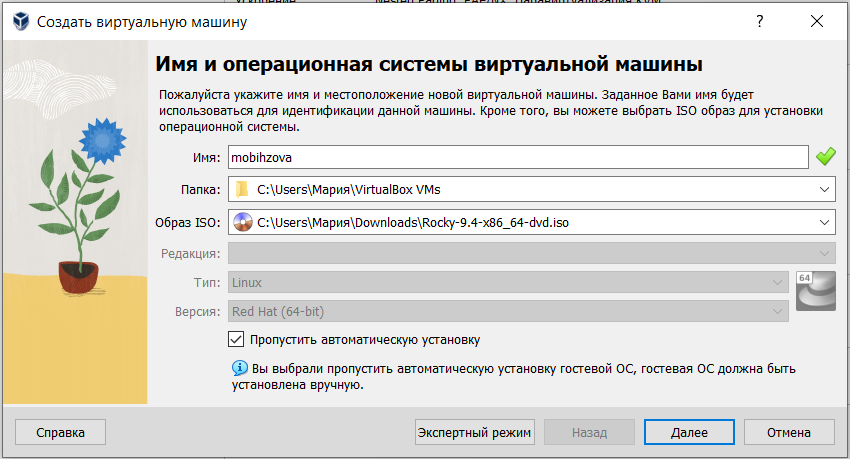 Создать виртуальную машину
Имя и операционная системы виртуальной машины
Пожалуйста укажите имя и местоположение новой виртуальной машины. Заданное Вами имя будет
использоваться для идентификации данной машины. Кроме того, вы можете выбрать ISO образ для установки
операционной системы.
Имя: mobihzova
Папка: C:\Users\Мария\VirtualBox VMs
Образ ISO: C:\Users\Мария\Downloads\Rocky-9.4-x86_64-dvd.iso
Редакция:
Тип: Linux
64
Версия: Red Hat (64-bit)
Пропустить автоматическую установку
Вы выбрали пропустить автоматическую установку гостевой ОС, гостевая ОС должна быть
установлена вручную.
Справка Экспертный режим Назад Далее Отмена